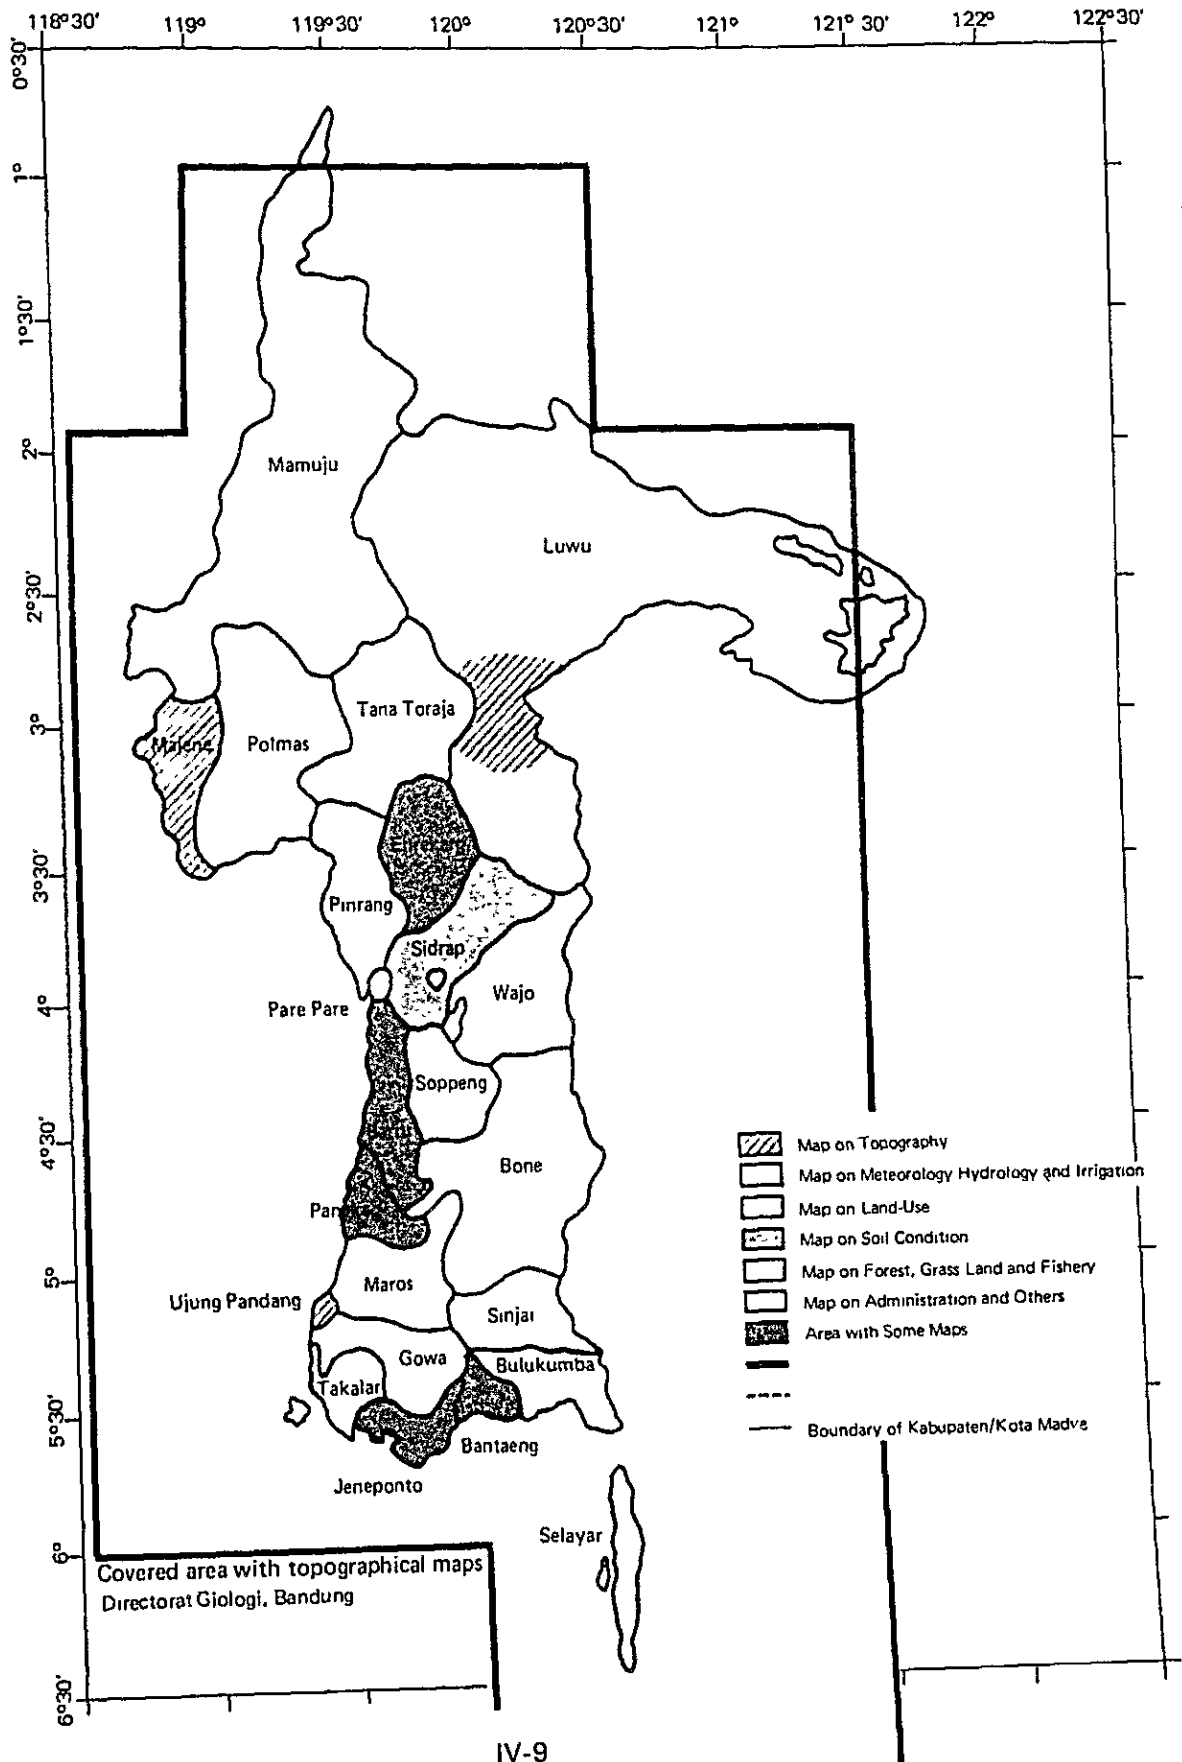 118°30' 119° 119°30' 120° 120°30' 121° 121°30' 122° 122°30'
0°30'
1°
1°30'
2°
2°30'
3°
3°30'
4°
4°30'
5°
5°30'
6°
6°30'
Mamuju
Luwu
Tana Toraja
Majene
Polmas
Pinrang
Sidrap
Wajo
Pare Pare
Soppeng
Bone
Maros
Ujung Pandang
Sinjai
Gowa
Bulukumba
Takalar
Bantaeng
Jeneponto
Selayar
Map on Topography
Map on Meteorology Hydrology and Irrigation
Map on Land-Use
Map on Soil Condition
Map on Forest, Grass Land and Fishery
Map on Administration and Others
Area with Some Maps
Boundary of Kabupaten/Kota Madya
Covered area with topographical maps
Directorat Giologi, Bandung
IV-9